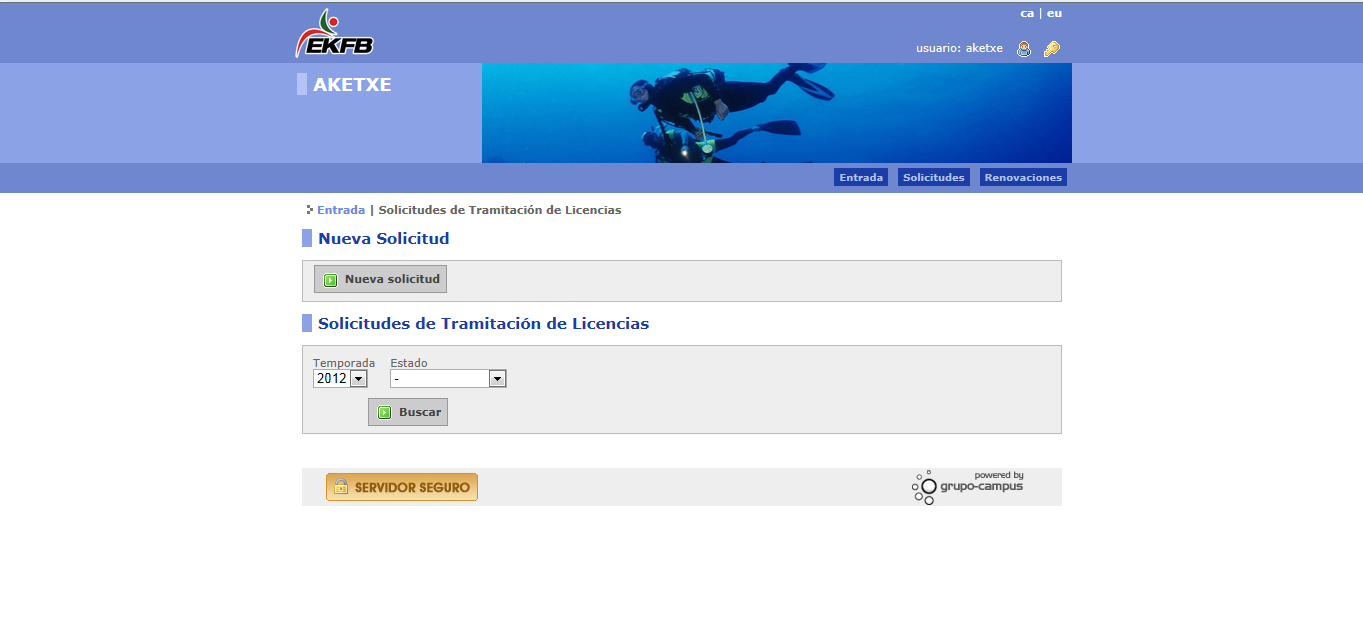 ca | eu
EKFB
usuario: aketxe
AKETXE
Entrada Solicitudes Renovaciones
Entrada | Solicitudes de Tramitación de Licencias
Nueva Solicitud
Nueva solicitud
Solicitudes de Tramitación de Licencias
Temporada Estado
2012 -
Buscar
SERVIDOR SEGURO
powered by
grupo-campus